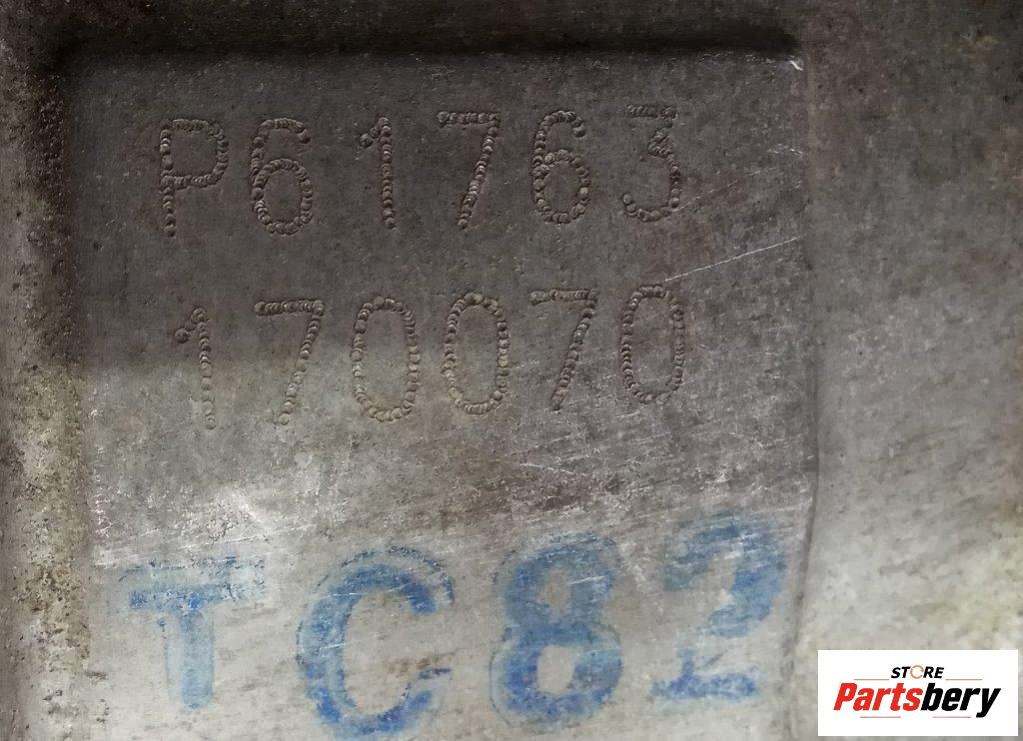 P61763
170070
TC82
STORE
Partsbery